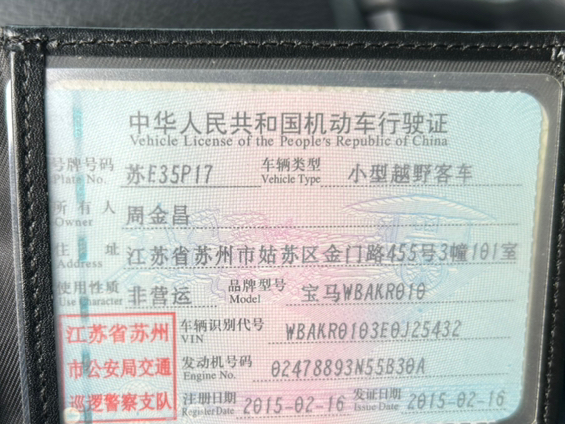 中华人民共和国机动车行驶证
Vehicle License of the People's Republic of China
号牌号码 苏E35P17 车辆类型 小型越野客车
Plate No. Vehicle Type
所有人 周金昌
Owner
住址 江苏省苏州市姑苏区金门路455号3幢101室
Address
使用性质 非营运 品牌型号 宝马WBAKR010
Use Character Model
江苏省苏州 车辆识别代号 WBAKR0103E0J25432
VIN
市公安局交通 发动机号码 02478893N55B30A
Engine No.
巡逻警察支队 注册日期 2015-02-16 发证日期 2015-02-16
Register Date Issue Date